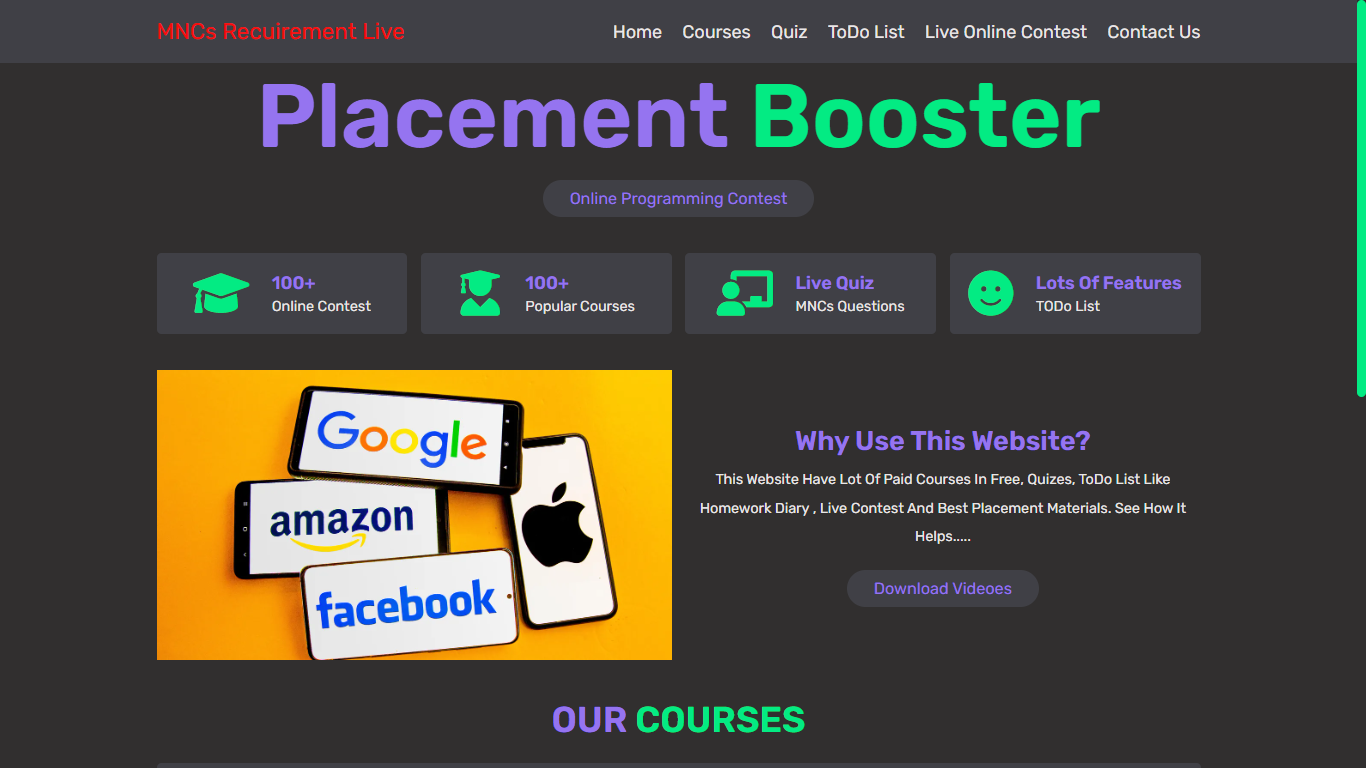 MNCs Recuirement Live
Home Courses Quiz ToDo List Live Online Contest Contact Us
Placement Booster
Online Programming Contest
100+
Online Contest
100+
Popular Courses
Live Quiz
MNCs Questions
Lots Of Features
TODo List
Google
amazon
facebook
Why Use This Website?
This Website Have Lot Of Paid Courses In Free, Quizes, ToDo List Like
Homework Diary , Live Contest And Best Placement Materials. See How It
Helps.....
Download Videoes
OUR COURSES